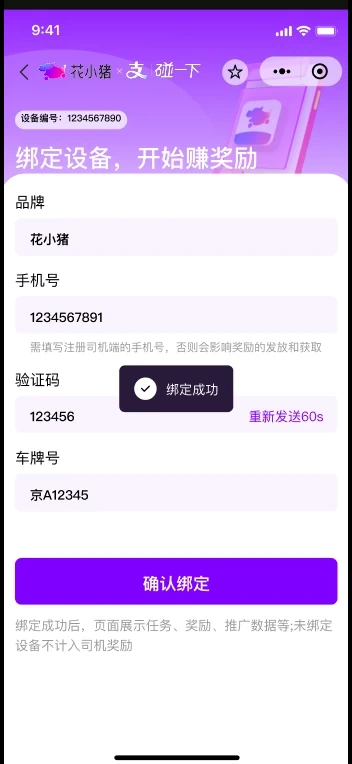 9:41
花小猪 × 支 碰一下
设备编号：1234567890
绑定设备，开始赚奖励
品牌
花小猪
手机号
1234567891
需填写注册司机端的手机号，否则会影响奖励的发放和获取
验证码
绑定成功
123456 重新发送60s
车牌号
京A12345
确认绑定
绑定成功后，页面展示任务、奖励、推广数据等;未绑定
设备不计入司机奖励